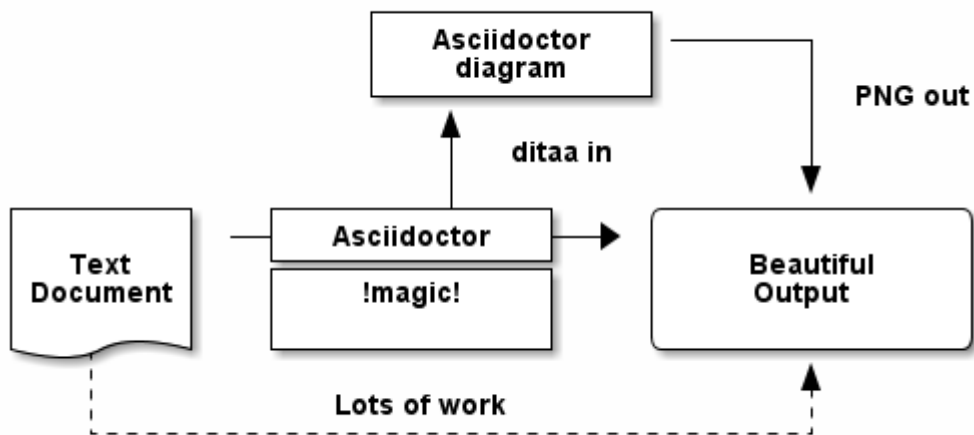 Asciidoctor
diagram
PNG out
ditaa in
Asciidoctor
Text
Document
!magic!
Beautiful
Output
Lots of work